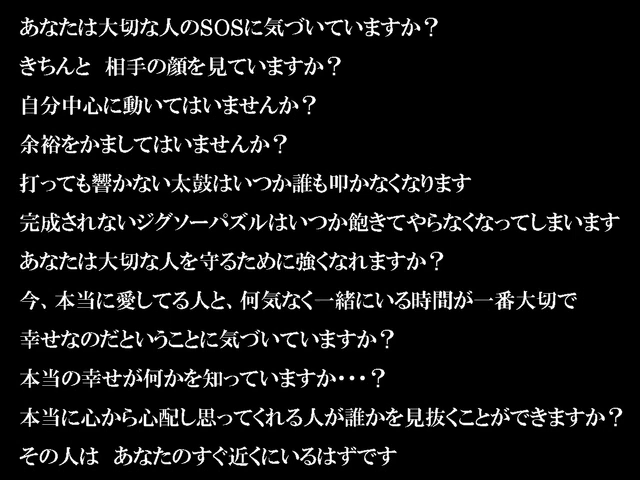 あなたは大切な人のSOSに気づいていますか？
きちんと　相手の顔を見ていますか？
自分中心に動いてはいませんか？
余裕をかましてはいませんか？
打っても響かない太鼓はいつか誰も叩かなくなります
完成されないジグソーパズルはいつか飽きてやらなくなってしまいます
あなたは大切な人を守るために強くなれますか？
今、本当に愛してる人と、何気なく一緒にいる時間が一番大切で
幸せなのだということに気づいていますか？
本当の幸せが何かを知っていますか・・・？
本当に心から心配し思ってくれる人が誰かを見抜くことができますか？
その人は　あなたのすぐ近くにいるはずです